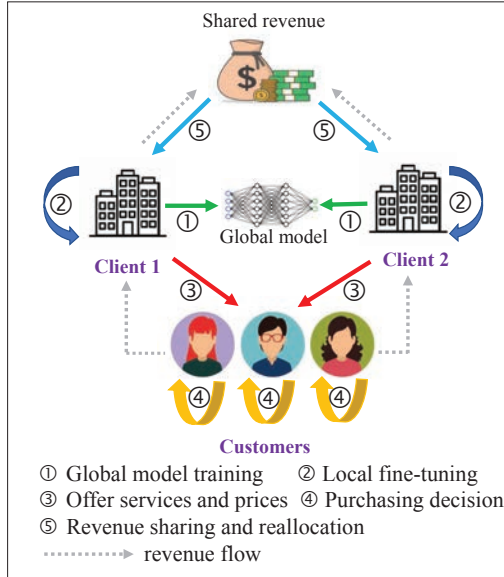 Shared revenue
$
⑤ ⑤
② ① ① ②
Global model
Client 1 Client 2
③ ③
④ ④ ④
Customers
① Global model training ② Local fine-tuning
③ Offer services and prices ④ Purchasing decision
⑤ Revenue sharing and reallocation
revenue flow